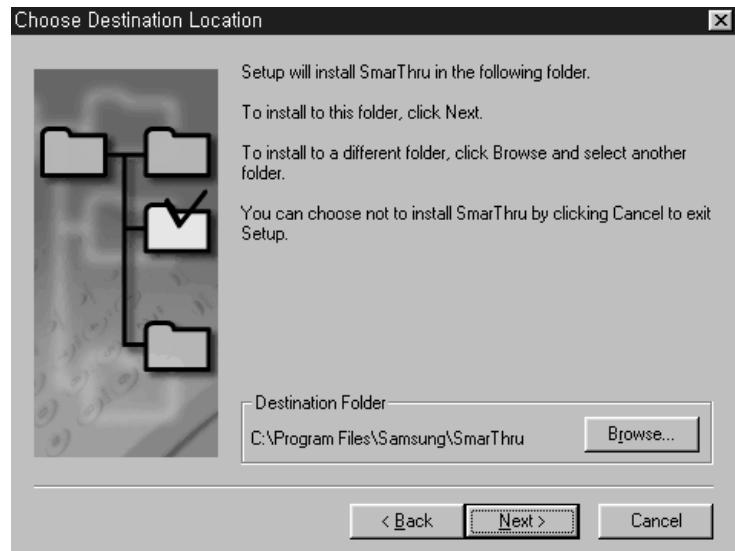 Choose Destination Location
Setup will install SmarThru in the following folder.
To install to this folder, click Next.
To install to a different folder, click Browse and select another
folder.
You can choose not to install SmarThru by clicking Cancel to exit
Setup.
Destination Folder
C:\Program Files\Samsung\SmarThru
Browse...
< Back
Next >
Cancel